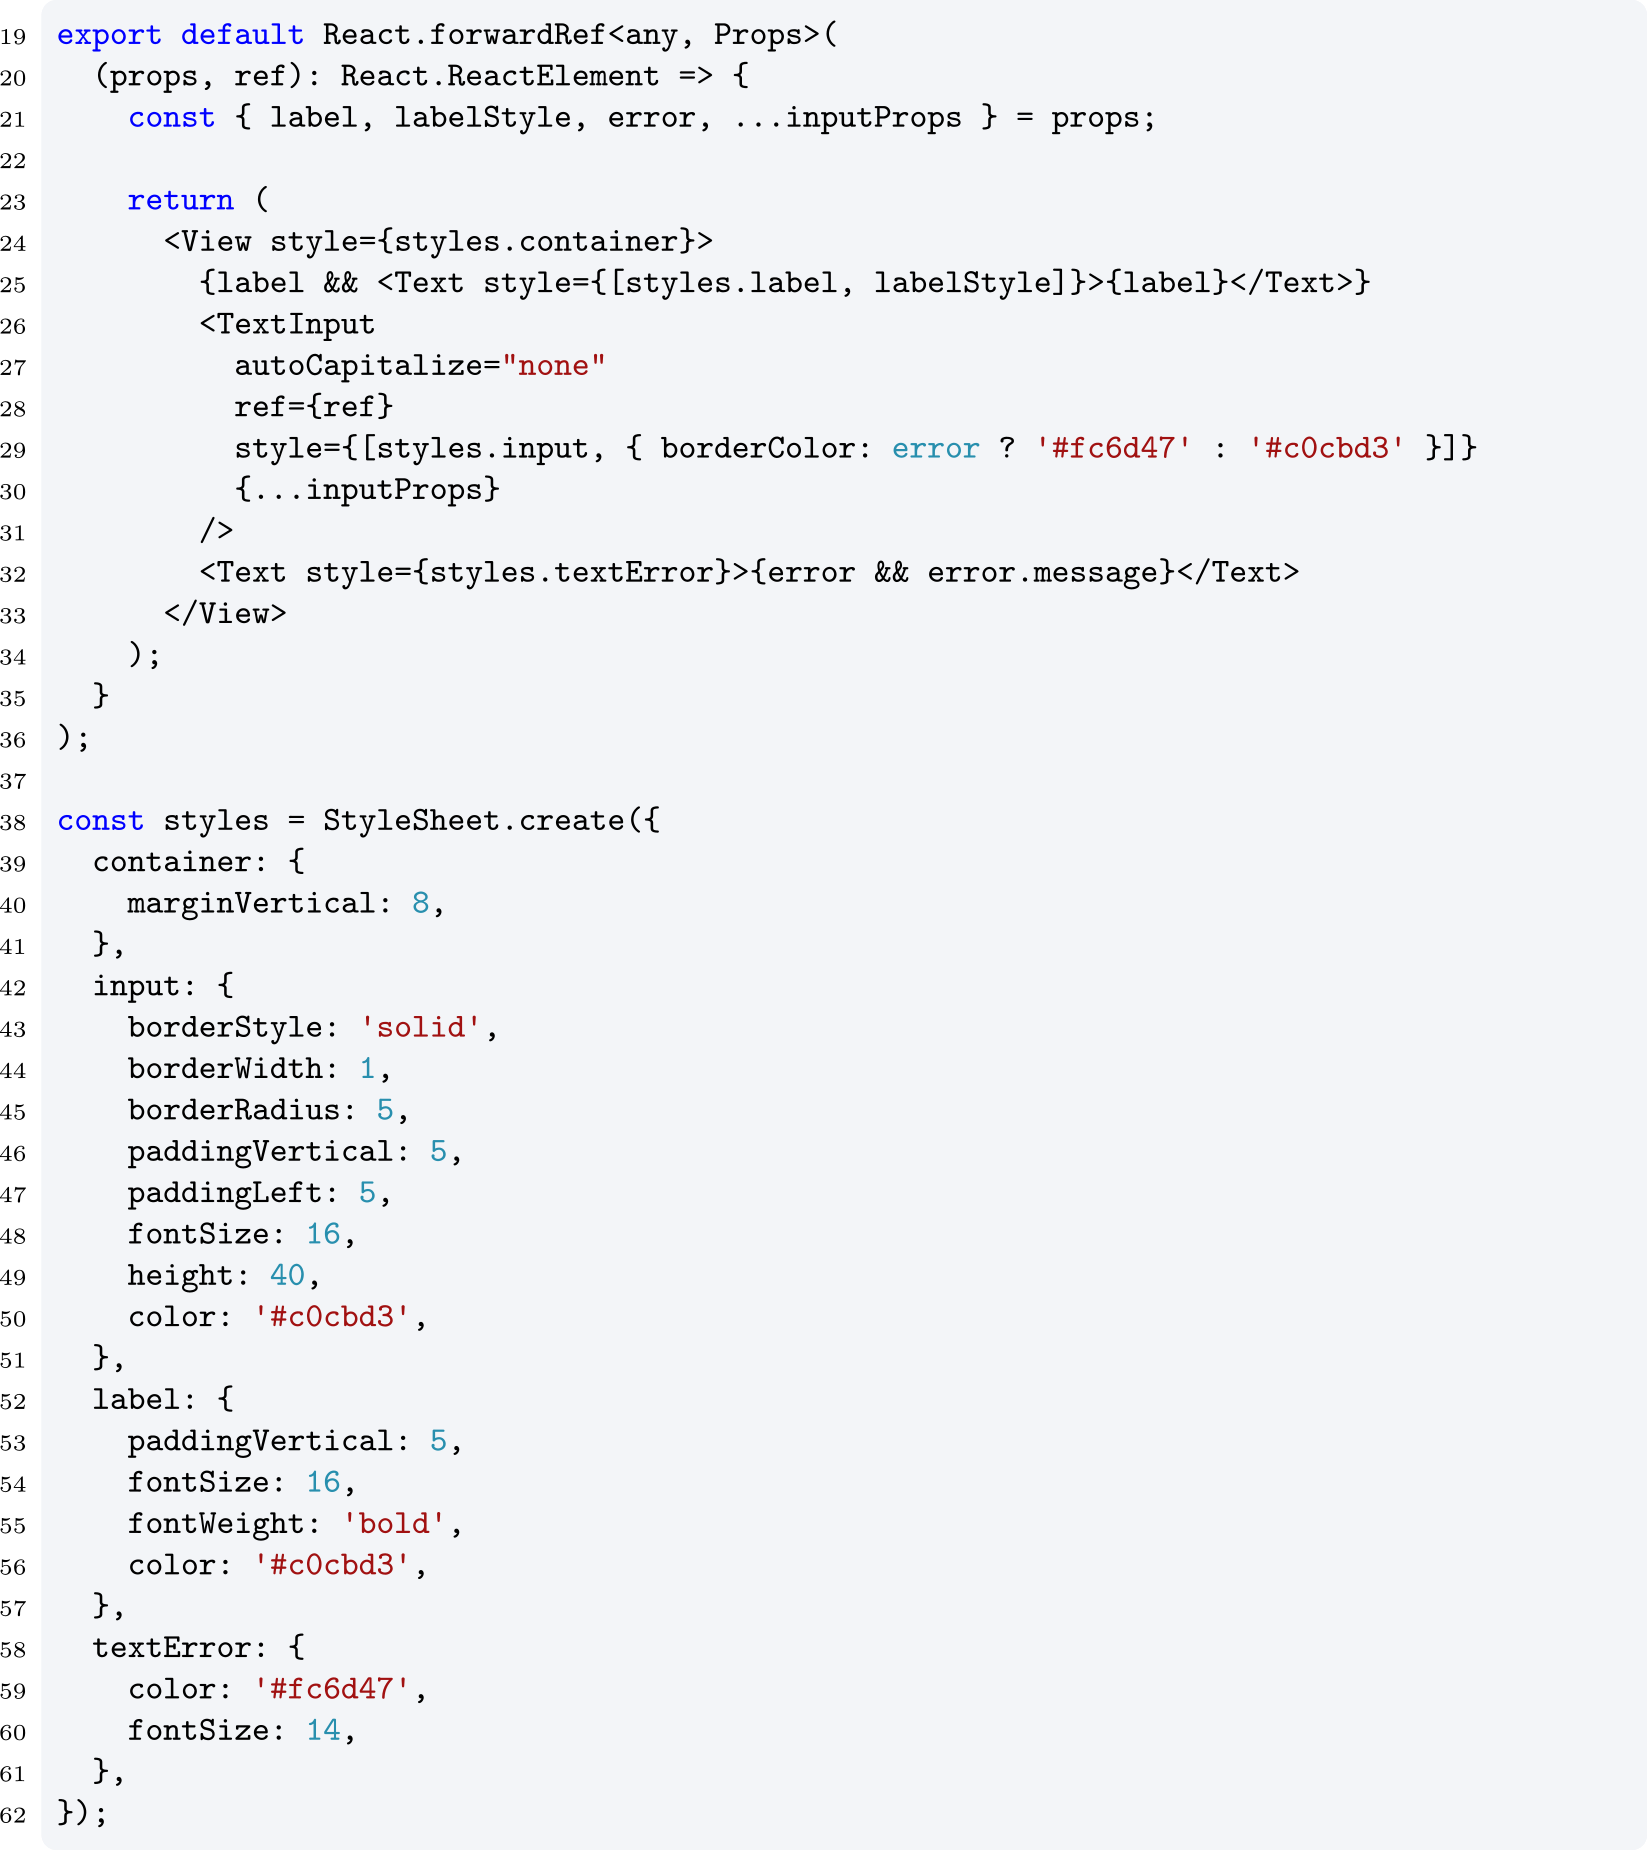 19 export default React.forwardRef<any, Props>(
20   (props, ref): React.ReactElement => {
21     const { label, labelStyle, error, ...inputProps } = props;
22
23     return (
24       <View style={styles.container}>
25         {label && <Text style={[styles.label, labelStyle]}>{label}</Text>}
26         <TextInput
27           autoCapitalize="none"
28           ref={ref}
29           style={[styles.input, { borderColor: error ? '#fc6d47' : '#c0cbd3' }]}
30           {...inputProps}
31         />
32         <Text style={styles.textError}>{error && error.message}</Text>
33       </View>
34     );
35   }
36 );
37
38 const styles = StyleSheet.create({
39   container: {
40     marginVertical: 8,
41   },
42   input: {
43     borderStyle: 'solid',
44     borderWidth: 1,
45     borderRadius: 5,
46     paddingVertical: 5,
47     paddingLeft: 5,
48     fontSize: 16,
49     height: 40,
50     color: '#c0cbd3',
51   },
52   label: {
53     paddingVertical: 5,
54     fontSize: 16,
55     fontWeight: 'bold',
56     color: '#c0cbd3',
57   },
58   textError: {
59     color: '#fc6d47',
60     fontSize: 14,
61   },
62 });